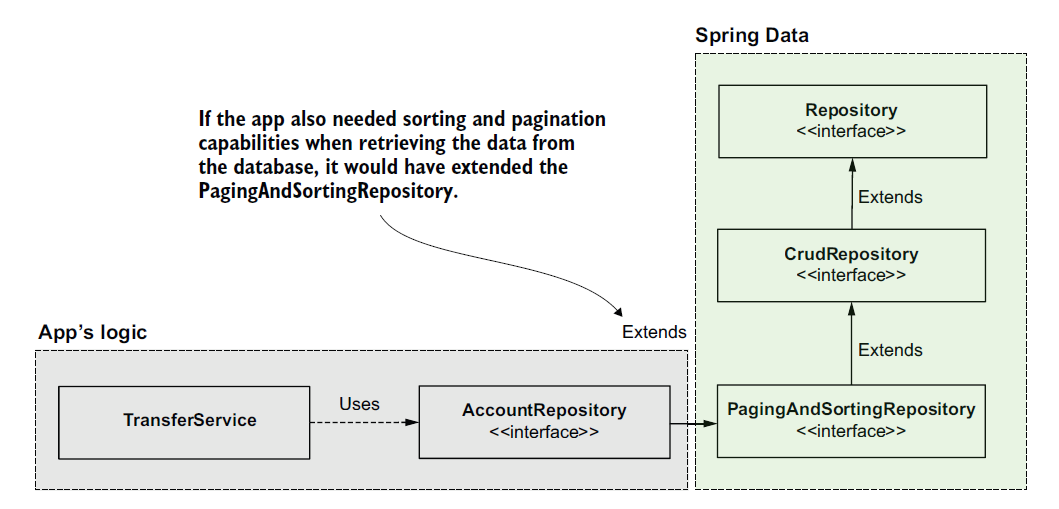 Spring Data
If the app also needed sorting and pagination
capabilities when retrieving the data from
the database, it would have extended the
PagingAndSortingRepository.
Repository
<<interface>>
Extends
CrudRepository
<<interface>>
Extends
App’s logic
Extends
TransferService
Uses
AccountRepository
<<interface>>
PagingAndSortingRepository
<<interface>>